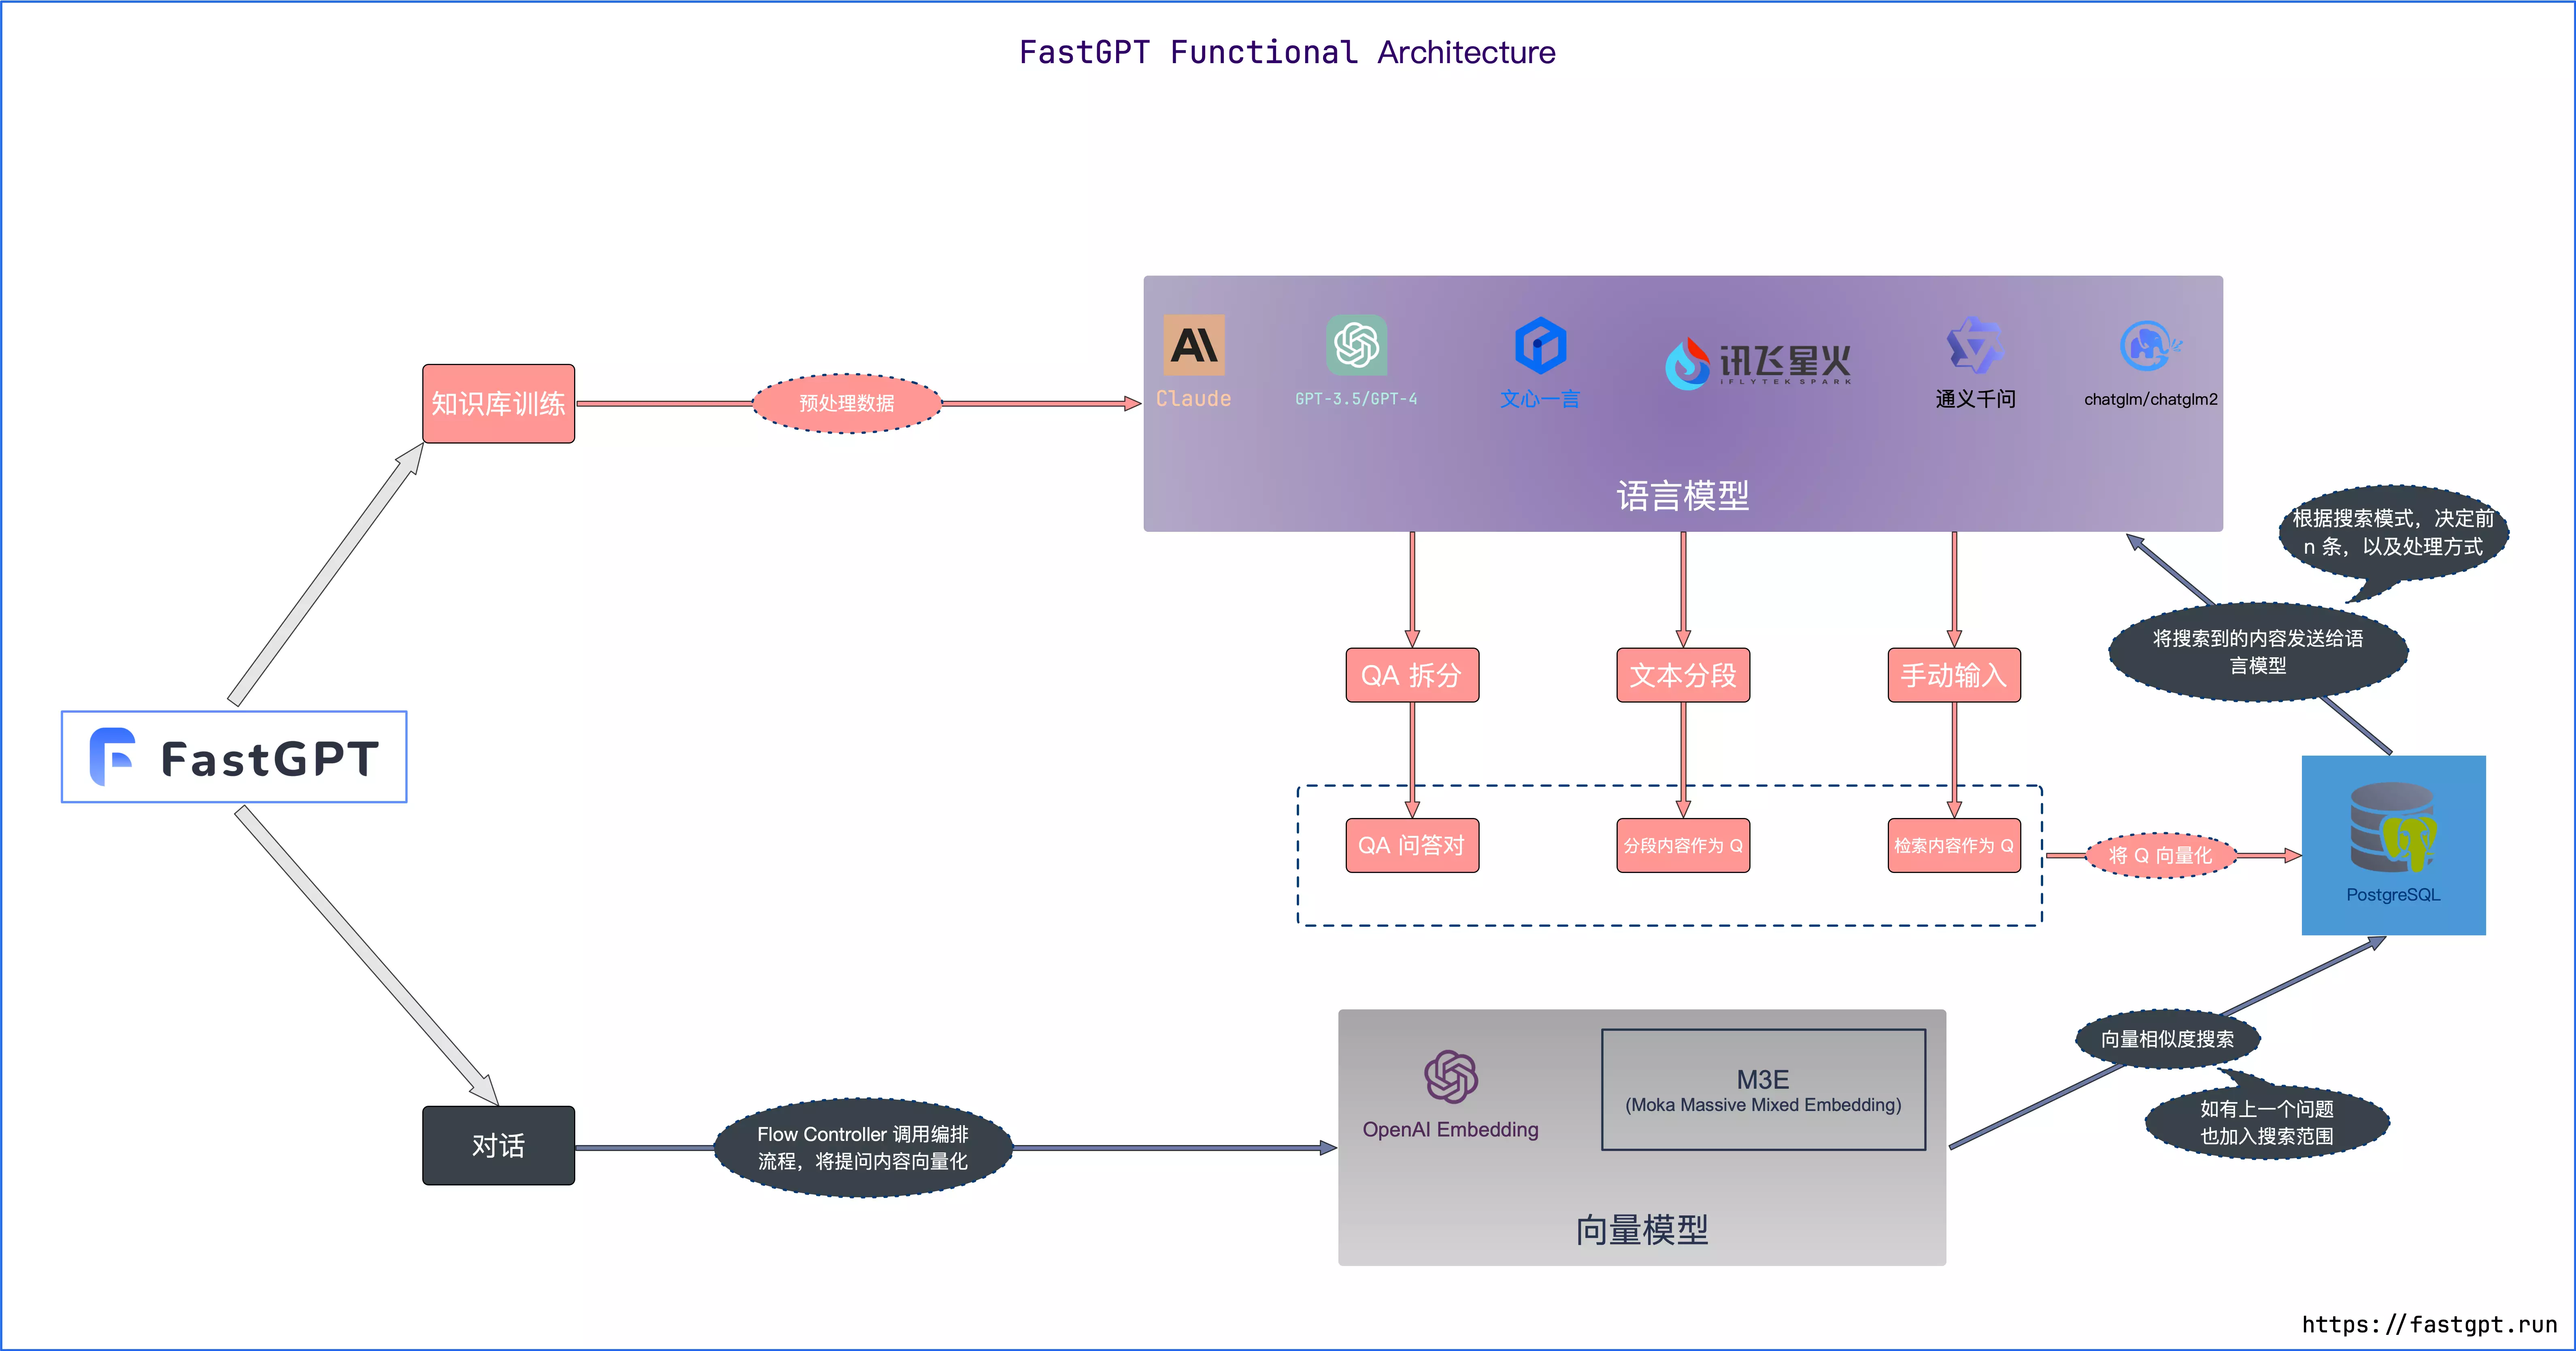 FastGPT Functional Architecture
知识库训练
预处理数据
Claude
GPT-3.5/GPT-4
文心一言
讯飞星火
IFLYTEK SPARK
通义千问
chatglm/chatglm2
语言模型
根据搜索模式，决定前
n 条，以及处理方式
将搜索到的内容发送给语
言模型
QA 拆分
文本分段
手动输入
FastGPT
QA 问答对
分段内容作为 Q
检索内容作为 Q
将 Q 向量化
PostgreSQL
对话
Flow Controller 调用编排
流程，将提问内容向量化
OpenAI Embedding
M3E
(Moka Massive Mixed Embedding)
向量模型
向量相似度搜索
如有上一个问题
也加入搜索范围
https://fastgpt.run